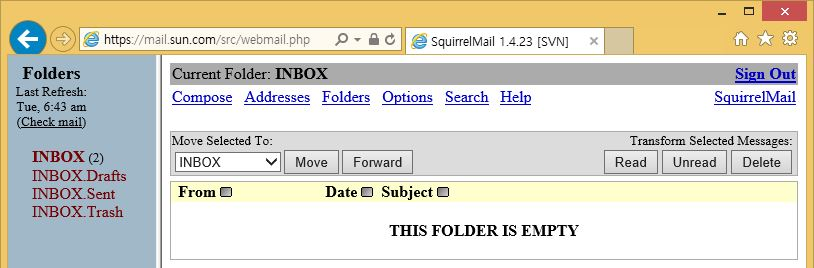 https://mail.sun.com/src/webmail.php
SquirrelMail 1.4.23 [SVN]
Folders
Last Refresh:
Tue, 6:43 am
(Check mail)
INBOX (2)
INBOX.Drafts
INBOX.Sent
INBOX.Trash
Current Folder: INBOX Sign Out
Compose Addresses Folders Options Search Help SquirrelMail
Move Selected To: Transform Selected Messages:
INBOX Move Forward Read Unread Delete
From Date Subject
THIS FOLDER IS EMPTY